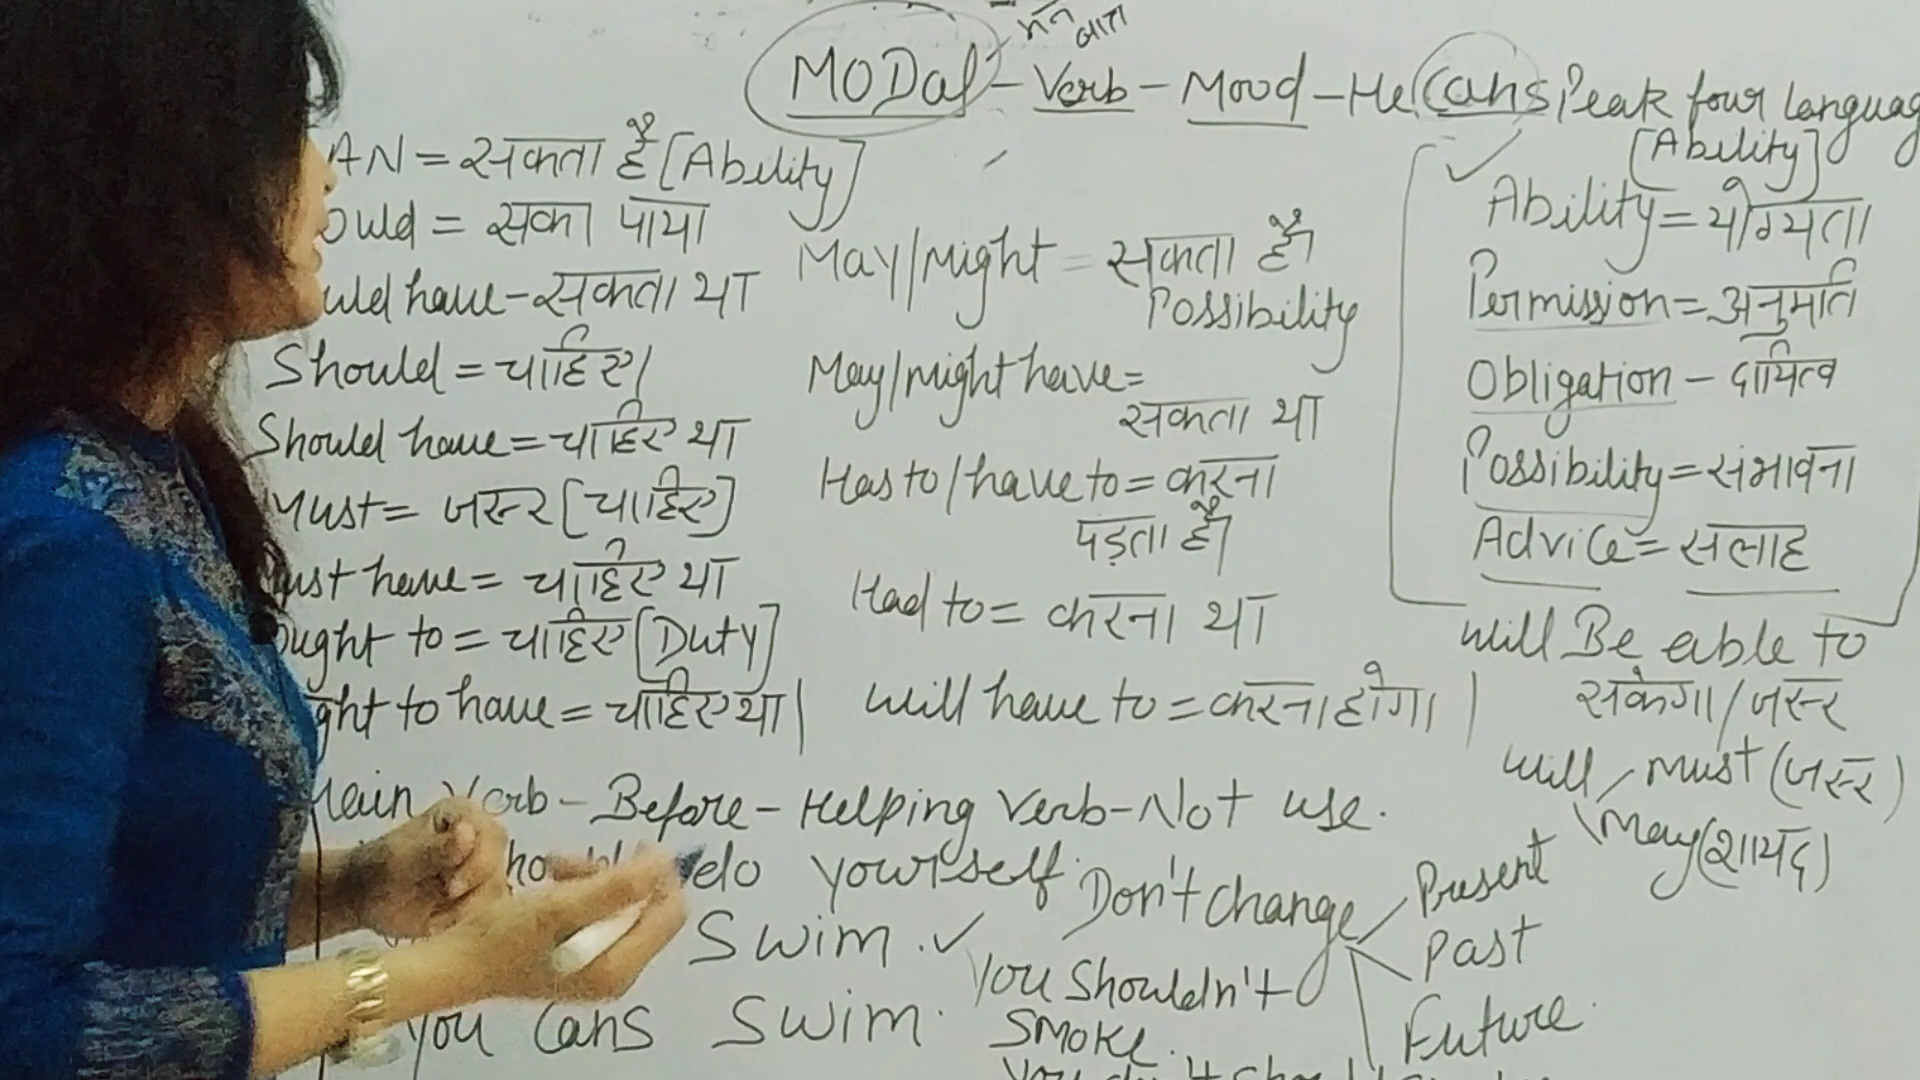 MODal - Verb - Mood - He Cans Peak four Languag
[Ability]
AN = सकता है [Ability]
ould = सका पाया
uld have - सकता था
Should = चाहिए।
Should have = चाहिए था
Must = जरूर [चाहिए]
ust have = चाहिए था
ought to = चाहिए [Duty]
ght to have = चाहिए था।
May/might = सकता है
Possibility
May/might have =
सकता था
Has to/have to = करना
पड़ता है
Had to = करना था
will have to = करना होगा।
Ability = योग्यता
Permission = अनुमति
Obligation - दायित्व
Possibility = संभावना
Advice = सलाह
will Be able to
सकेगा/जरूर
will, must (जरूर)
May (शायद)
Main Verb - Before - Helping Verb - Not use.
do yourself.
Swim.
you Cans Swim.
Don't change
Present
Past
Future
You Shouldn't
SMOKE.